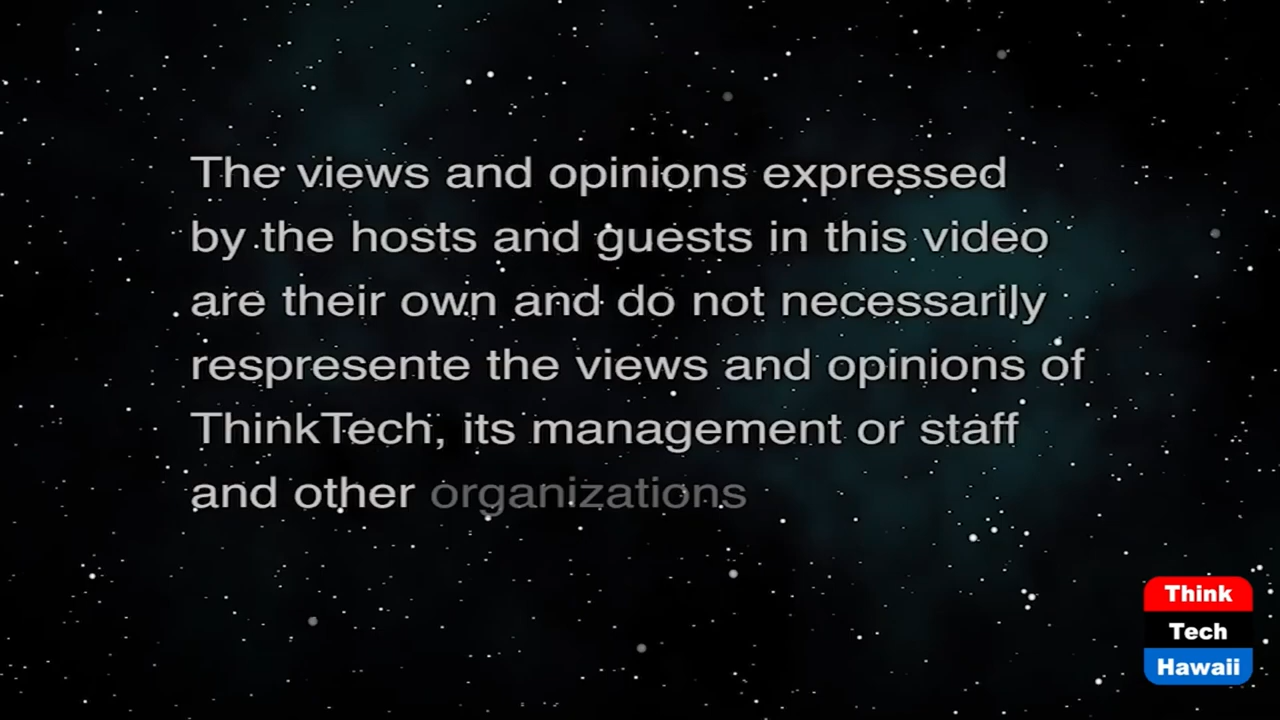 The views and opinions expressed
by the hosts and guests in this video
are their own and do not necessarily
respresente the views and opinions of
ThinkTech, its management or staff
and other organizations
Think
Tech
Hawaii